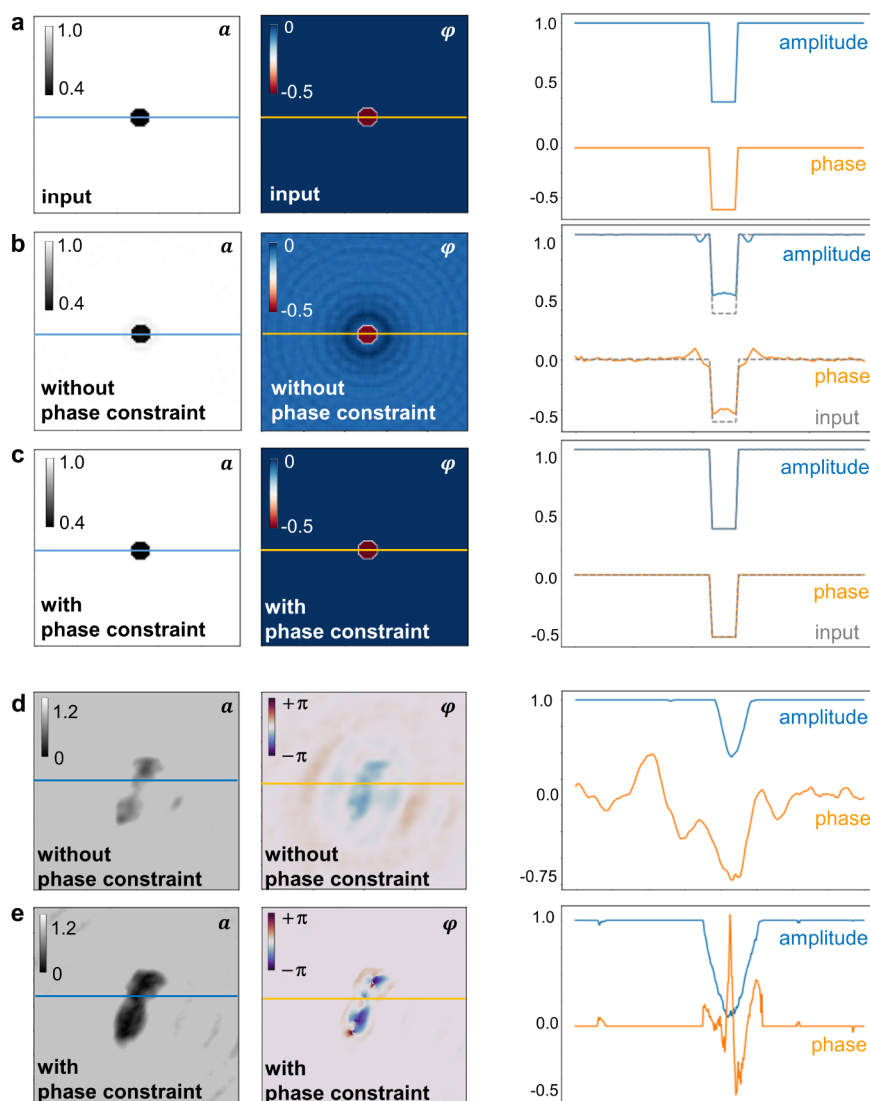 a
1.0
0.4
a
input
0
-0.5
φ
input
1.0
0.5
0.0
-0.5
amplitude
phase
b
1.0
0.4
a
without
phase constraint
0
-0.5
φ
without
phase constraint
1.0
0.5
0.0
-0.5
amplitude
phase
input
c
1.0
0.4
a
with
phase constraint
0
-0.5
φ
with
phase constraint
1.0
0.5
0.0
-0.5
amplitude
phase
input
d
1.2
0
a
without
phase constraint
+π
−π
φ
without
phase constraint
1.0
0.0
-0.75
amplitude
phase
e
1.2
0
a
with
phase constraint
+π
−π
φ
with
phase constraint
1.0
0.0
-0.5
amplitude
phase